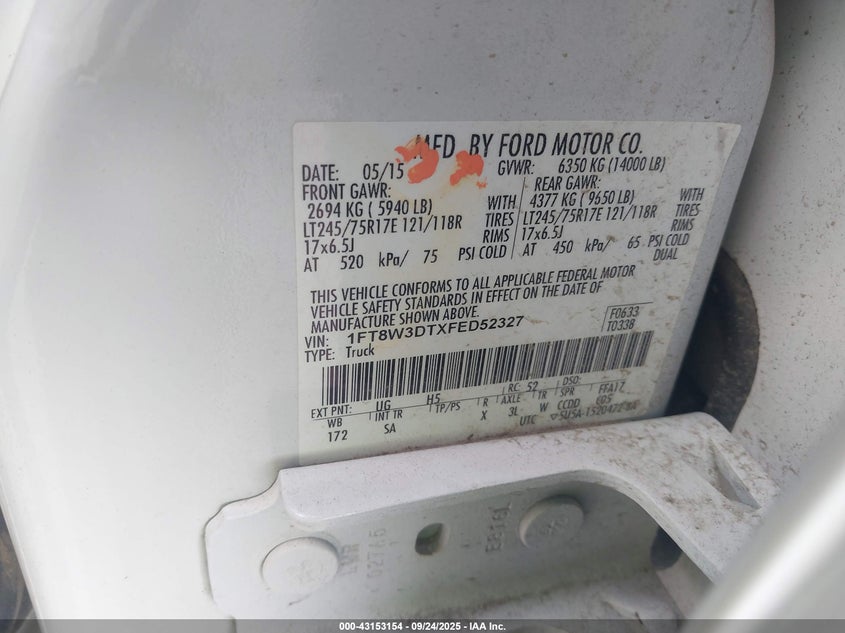 MFD. BY FORD MOTOR CO.
DATE: 05/15 GVWR: 6350 KG (14000 LB)
FRONT GAWR: REAR GAWR:
2694 KG ( 5940 LB) WITH 4377 KG ( 9650 LB) WITH
LT245/75R17E 121/118R TIRES LT245/75R17E 121/118R TIRES
17x6.5J RIMS 17x6.5J RIMS
AT 520 kPa/ 75 PSI COLD AT 450 kPa/ 65 PSI COLD
DUAL
THIS VEHICLE CONFORMS TO ALL APPLICABLE FEDERAL MOTOR
VEHICLE SAFETY STANDARDS IN EFFECT ON THE DATE OF
MANUFACTURE SHOWN ABOVE.
VIN: 1FT8W3DTXFED52327 F0633
TYPE: Truck T0338
RC: 52 DSO:
EXT PNT: UG H5 FFA17
WB INT TR TP/PS R AXLE TR SPR C05
172 SA X 3L W CCDD
UTC
000-43153154 - 09/24/2025 - IAA Inc.